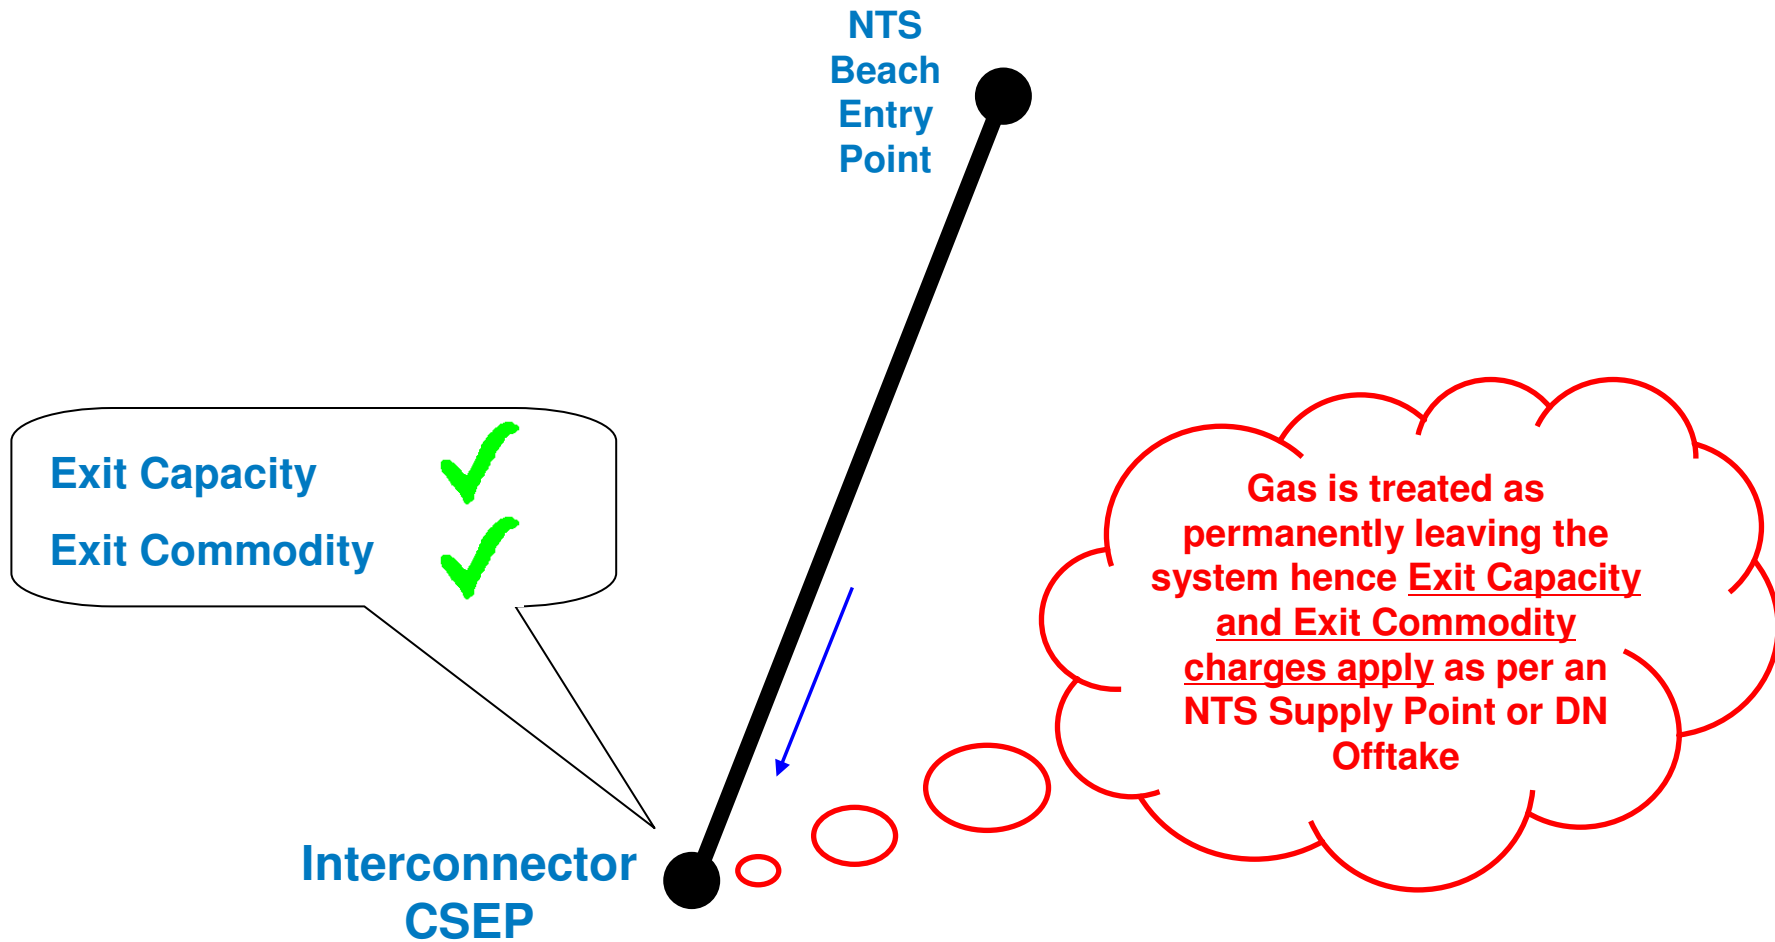 NTS
Beach
Entry
Point
Exit Capacity
Exit Commodity
Gas is treated as
permanently leaving the
system hence Exit Capacity
and Exit Commodity
charges apply as per an
NTS Supply Point or DN
Offtake
Interconnector
CSEP